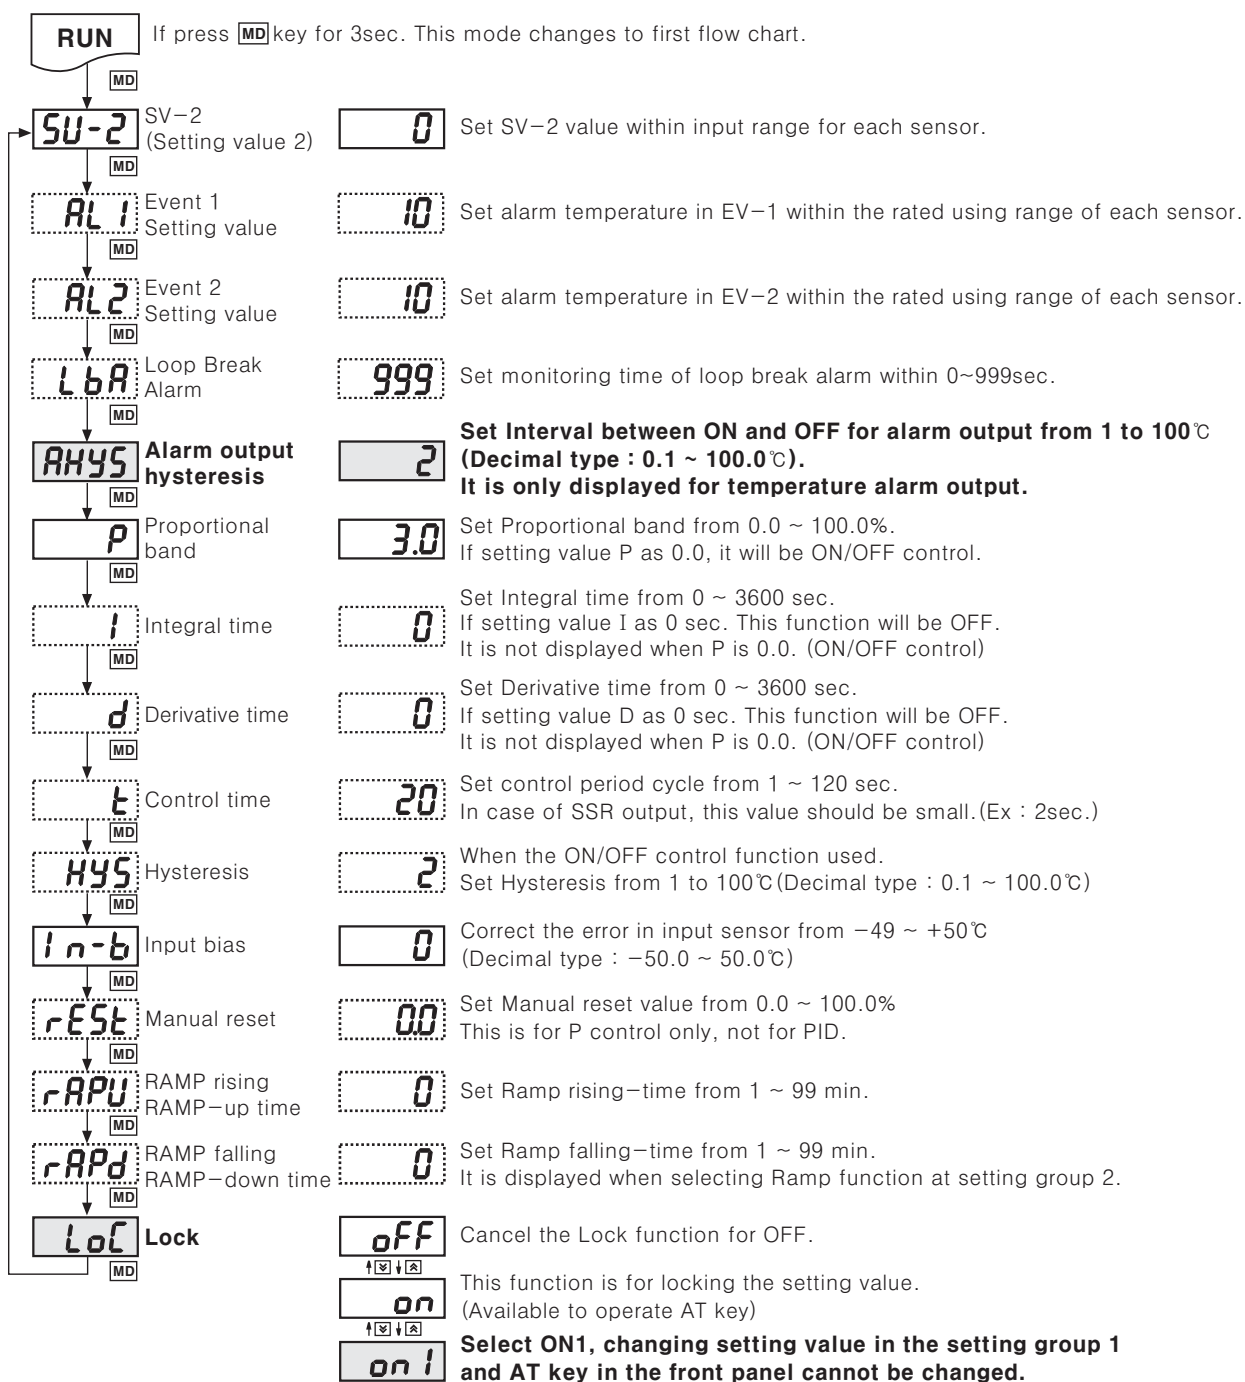 RUN If press MD key for 3sec. This mode changes to first flow chart.
MD
SV-2 SV−2 0 Set SV−2 value within input range for each sensor.
(Setting value 2)
MD
AL1 Event 1 10 Set alarm temperature in EV−1 within the rated using range of each sensor.
Setting value
MD
AL2 Event 2 10 Set alarm temperature in EV−2 within the rated using range of each sensor.
Setting value
MD
LbA Loop Break 999 Set monitoring time of loop break alarm within 0~999sec.
Alarm
MD
AHYS Alarm output 2 Set Interval between ON and OFF for alarm output from 1 to 100℃
hysteresis (Decimal type : 0.1 ~ 100.0℃).
It is only displayed for temperature alarm output.
MD
P Proportional 3.0 Set Proportional band from 0.0 ~ 100.0%.
band If setting value P as 0.0, it will be ON/OFF control.
MD
Set Integral time from 0 ~ 3600 sec.
I Integral time 0 If setting value I as 0 sec. This function will be OFF.
It is not displayed when P is 0.0. (ON/OFF control)
MD
Set Derivative time from 0 ~ 3600 sec.
d Derivative time 0 If setting value D as 0 sec. This function will be OFF.
It is not displayed when P is 0.0. (ON/OFF control)
MD
t Control time 20 Set control period cycle from 1 ~ 120 sec.
In case of SSR output, this value should be small.(Ex : 2sec.)
MD
HYS Hysteresis 2 When the ON/OFF control function used.
Set Hysteresis from 1 to 100℃(Decimal type : 0.1 ~ 100.0℃)
MD
In-b Input bias 0 Correct the error in input sensor from −49 ~ +50℃
(Decimal type : −50.0 ~ 50.0℃)
MD
rESt Manual reset 0.0 Set Manual reset value from 0.0 ~ 100.0%
This is for P control only, not for PID.
MD
rAPU RAMP rising 0 Set Ramp rising−time from 1 ~ 99 min.
RAMP−up time
MD
rAPd RAMP falling 0 Set Ramp falling−time from 1 ~ 99 min.
RAMP−down time It is displayed when selecting Ramp function at setting group 2.
MD
LoC Lock oFF Cancel the Lock function for OFF.
MD
on This function is for locking the setting value.
(Available to operate AT key)
on1 Select ON1, changing setting value in the setting group 1
and AT key in the front panel cannot be changed.